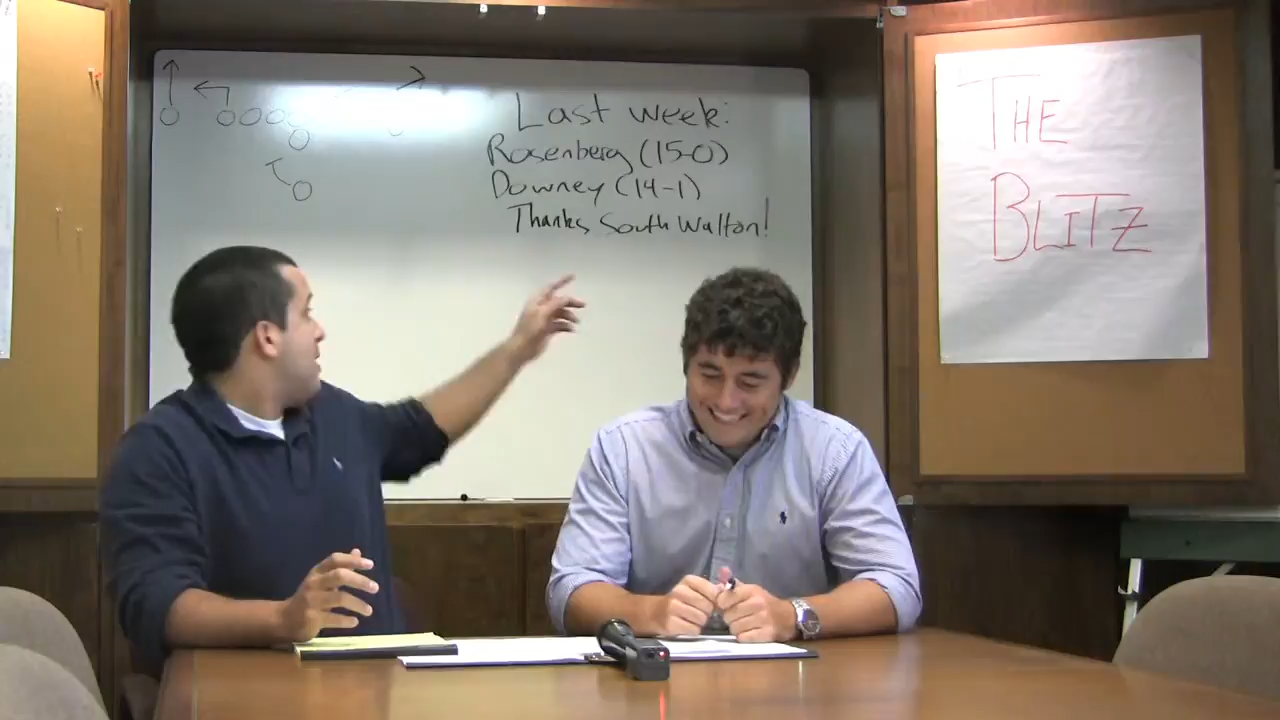 Last week:
Rosenberg (15-0)
Downey (14-1)
Thanks South Walton!
THE
BLITZ